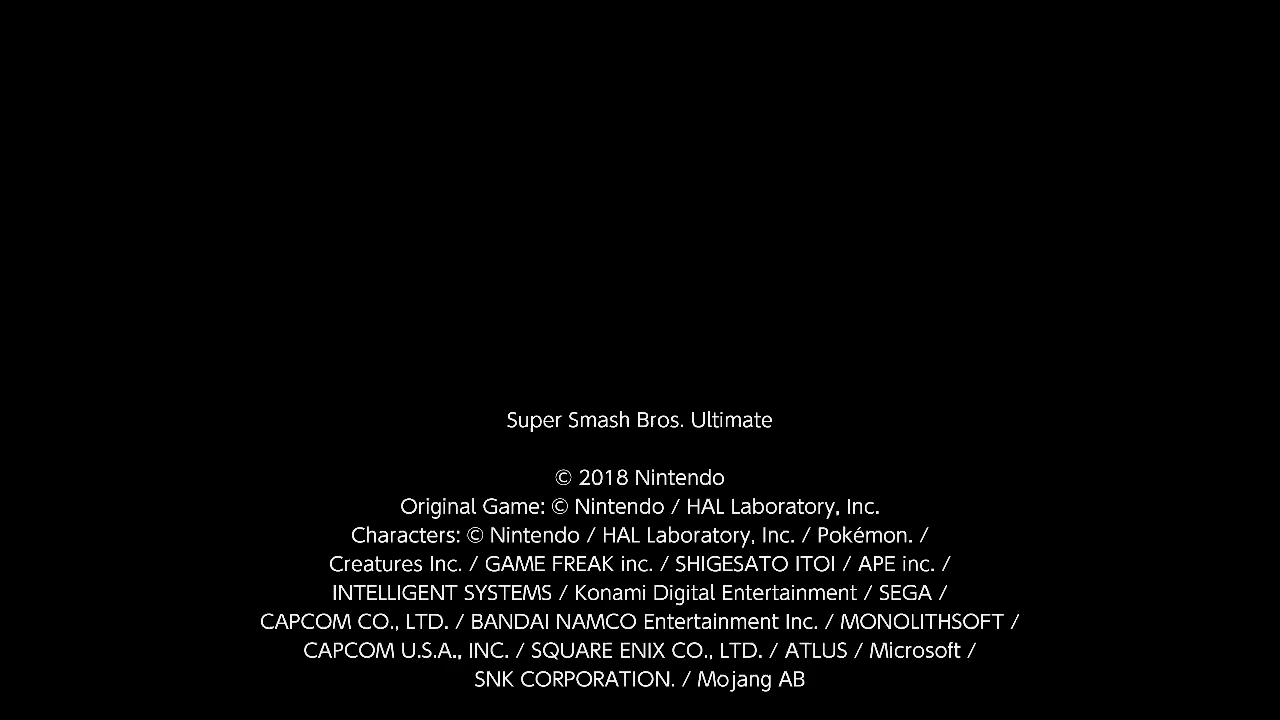 Super Smash Bros. Ultimate
© 2018 Nintendo
Original Game: © Nintendo / HAL Laboratory, Inc.
Characters: © Nintendo / HAL Laboratory, Inc. / Pokémon. /
Creatures Inc. / GAME FREAK inc. / SHIGESATO ITOI / APE inc. /
INTELLIGENT SYSTEMS / Konami Digital Entertainment / SEGA /
CAPCOM CO., LTD. / BANDAI NAMCO Entertainment Inc. / MONOLITHSOFT /
CAPCOM U.S.A., INC. / SQUARE ENIX CO., LTD. / ATLUS / Microsoft /
SNK CORPORATION. / Mojang AB